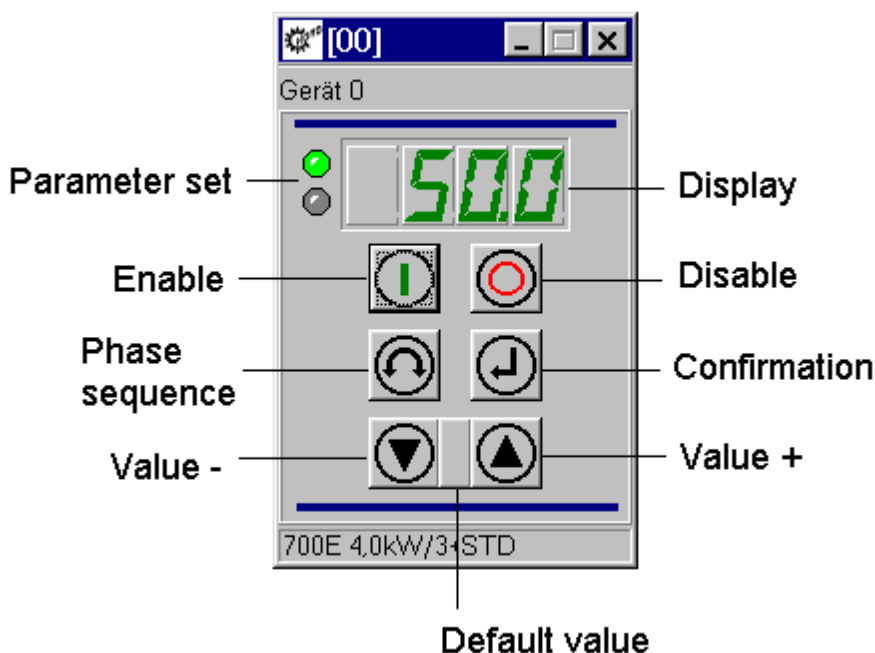 [00]
Gerät 0
Parameter set
50.0
Display
Enable
Disable
Phase
sequence
Confirmation
Value -
Value +
700E 4,0kW/3+STD
Default value